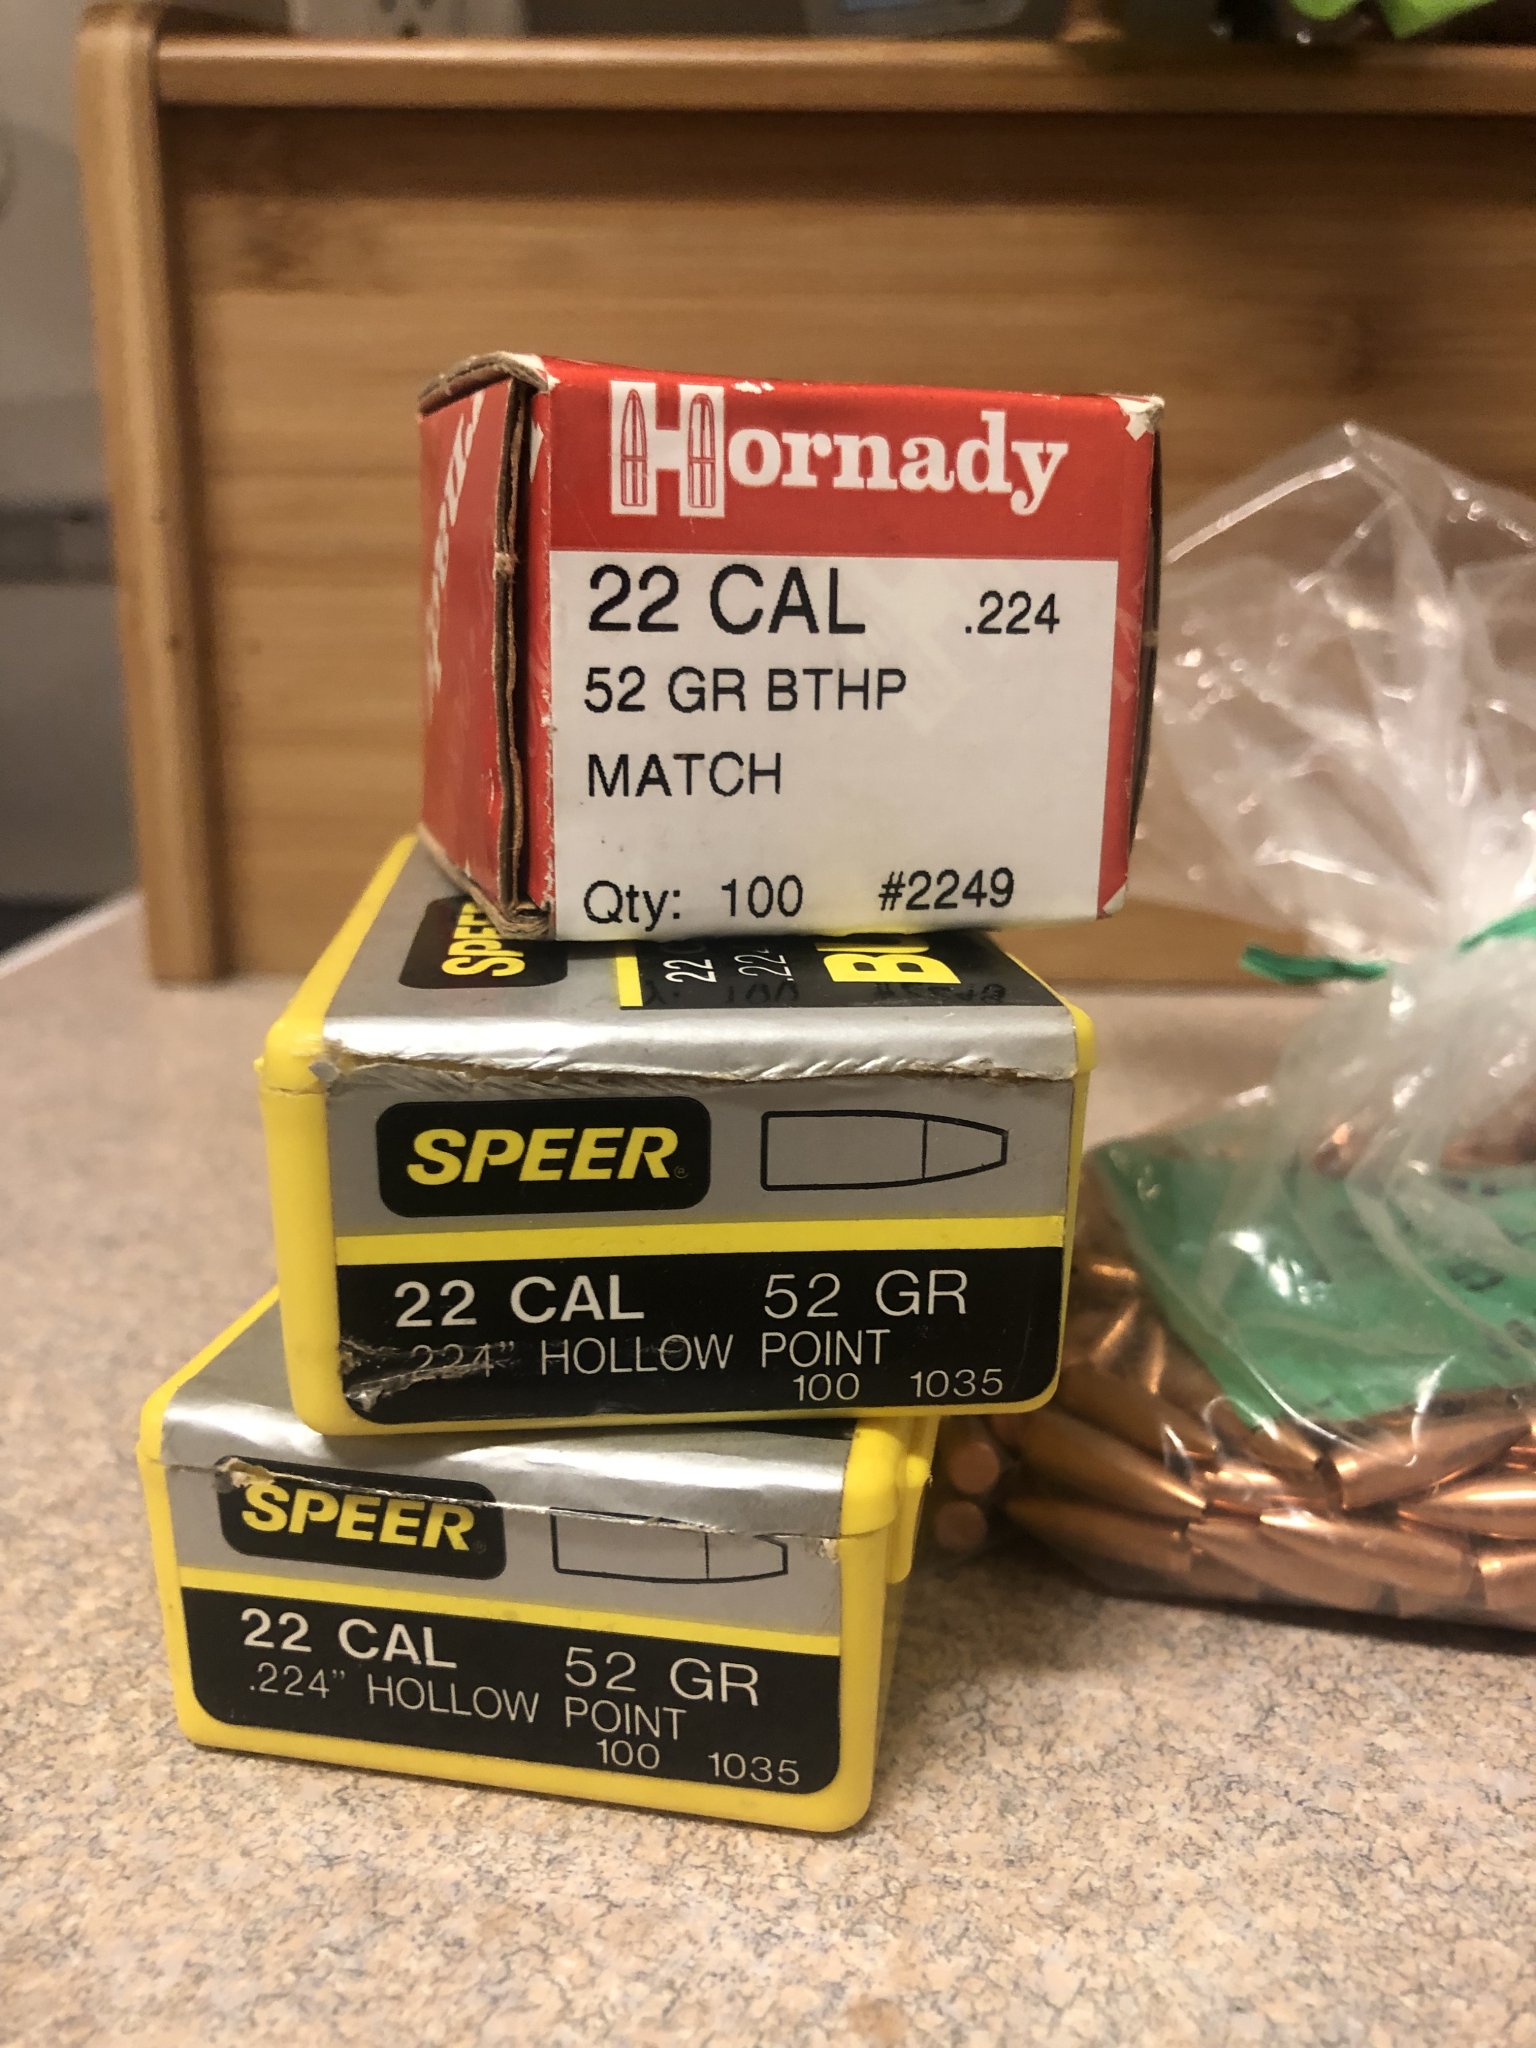 Hornady
22 CAL .224
52 GR BTHP
MATCH
Qty: 100 #2249
22
SPEER®
22 CAL 52 GR
.224" HOLLOW POINT
100 1035
SPEER®
22 CAL 52 GR
.224" HOLLOW POINT
100 1035